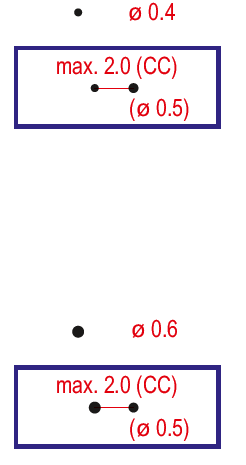 ø 0.4
max. 2.0 (CC)
(ø 0.5)
ø 0.6
max. 2.0 (CC)
(ø 0.5)